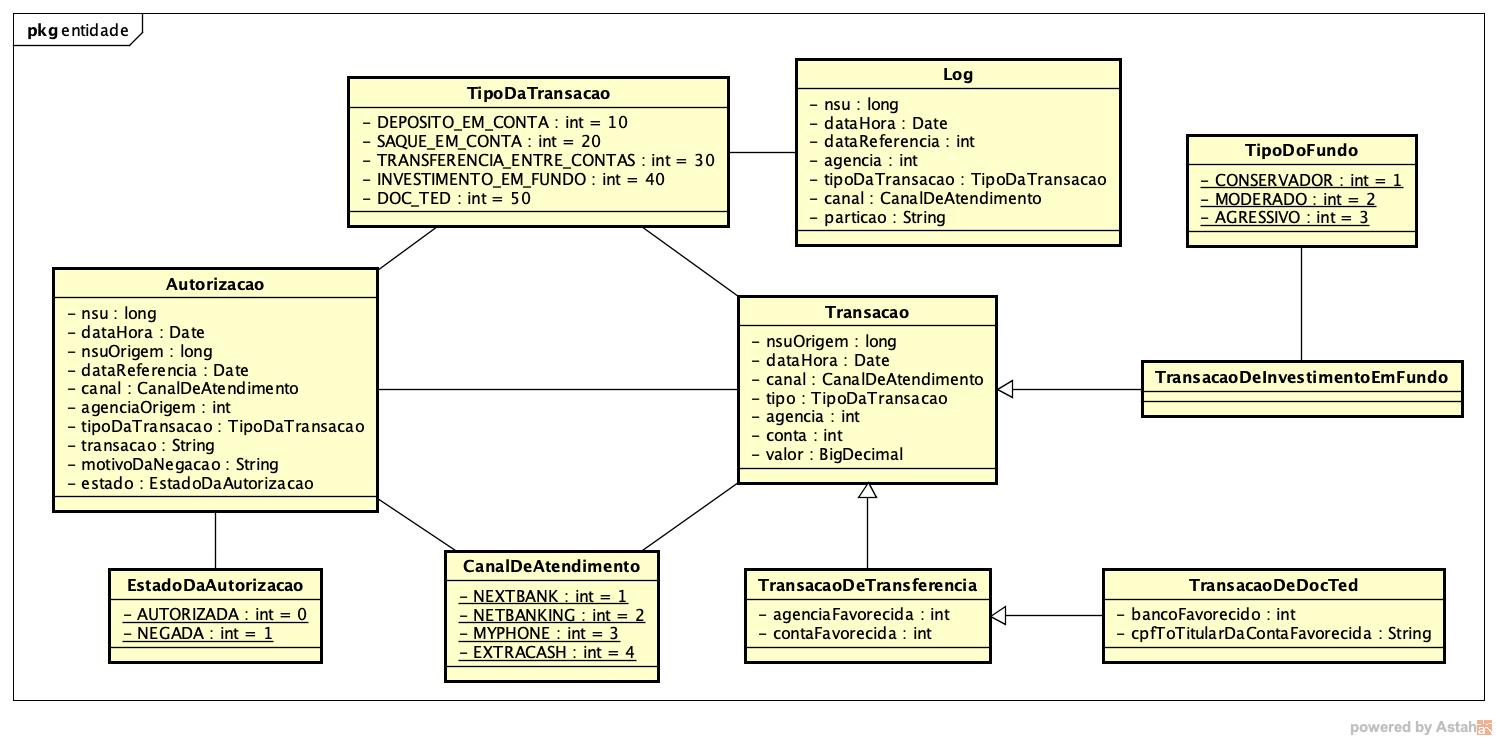 pkg entidade
TipoDaTransacao
- DEPOSITO_EM_CONTA : int = 10
- SAQUE_EM_CONTA : int = 20
- TRANSFERENCIA_ENTRE_CONTAS : int = 30
- INVESTIMENTO_EM_FUNDO : int = 40
- DOC_TED : int = 50
Log
- nsu : long
- dataHora : Date
- dataReferencia : int
- agencia : int
- tipoDaTransacao : TipoDaTransacao
- canal : CanalDeAtendimento
- particao : String
TipoDoFundo
- CONSERVADOR : int = 1
- MODERADO : int = 2
- AGRESSIVO : int = 3
Autorizacao
- nsu : long
- dataHora : Date
- nsuOrigem : long
- dataReferencia : Date
- canal : CanalDeAtendimento
- agenciaOrigem : int
- tipoDaTransacao : TipoDaTransacao
- transacao : String
- motivoDaNegacao : String
- estado : EstadoDaAutorizacao
Transacao
- nsuOrigem : long
- dataHora : Date
- canal : CanalDeAtendimento
- tipo : TipoDaTransacao
- agencia : int
- conta : int
- valor : BigDecimal
TransacaoDeInvestimentoEmFundo
EstadoDaAutorizacao
- AUTORIZADA : int = 0
- NEGADA : int = 1
CanalDeAtendimento
- NEXTBANK : int = 1
- NETBANKING : int = 2
- MYPHONE : int = 3
- EXTRACASH : int = 4
TransacaoDeTransferencia
- agenciaFavorecida : int
- contaFavorecida : int
TransacaoDeDocTed
- bancoFavorecido : int
- cpfToTitularDaContaFavorecida : String
powered by Astah